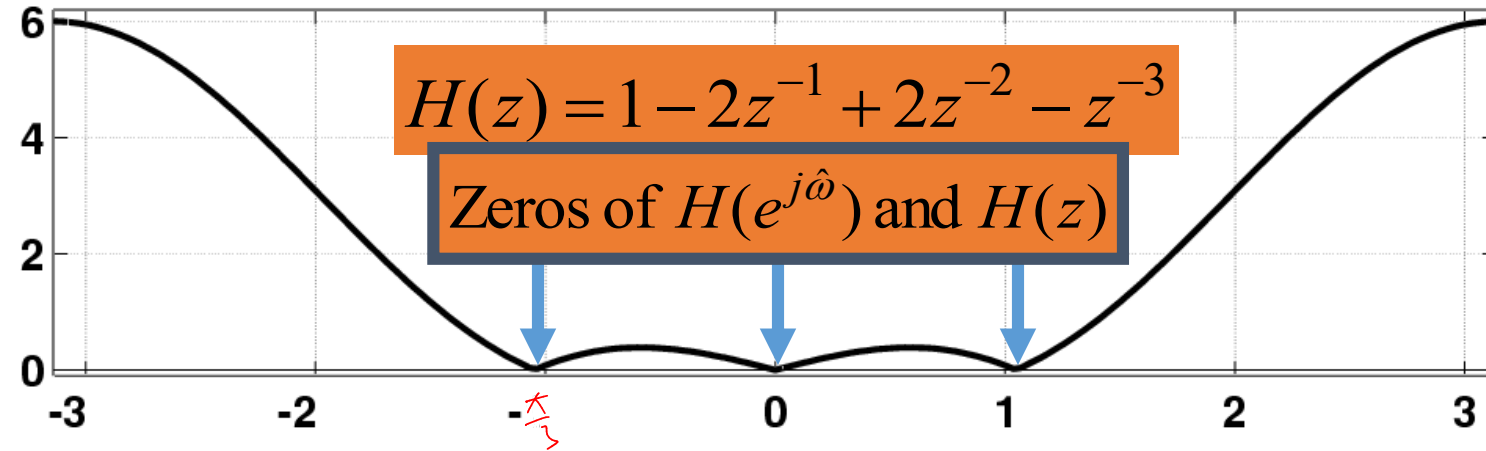 6
H(z) = 1 − 2z⁻¹ + 2z⁻² − z⁻³
4
Zeros of H(e^{jω̂}) and H(z)
2
0
-3 -2 -π/3 0 1 2 3